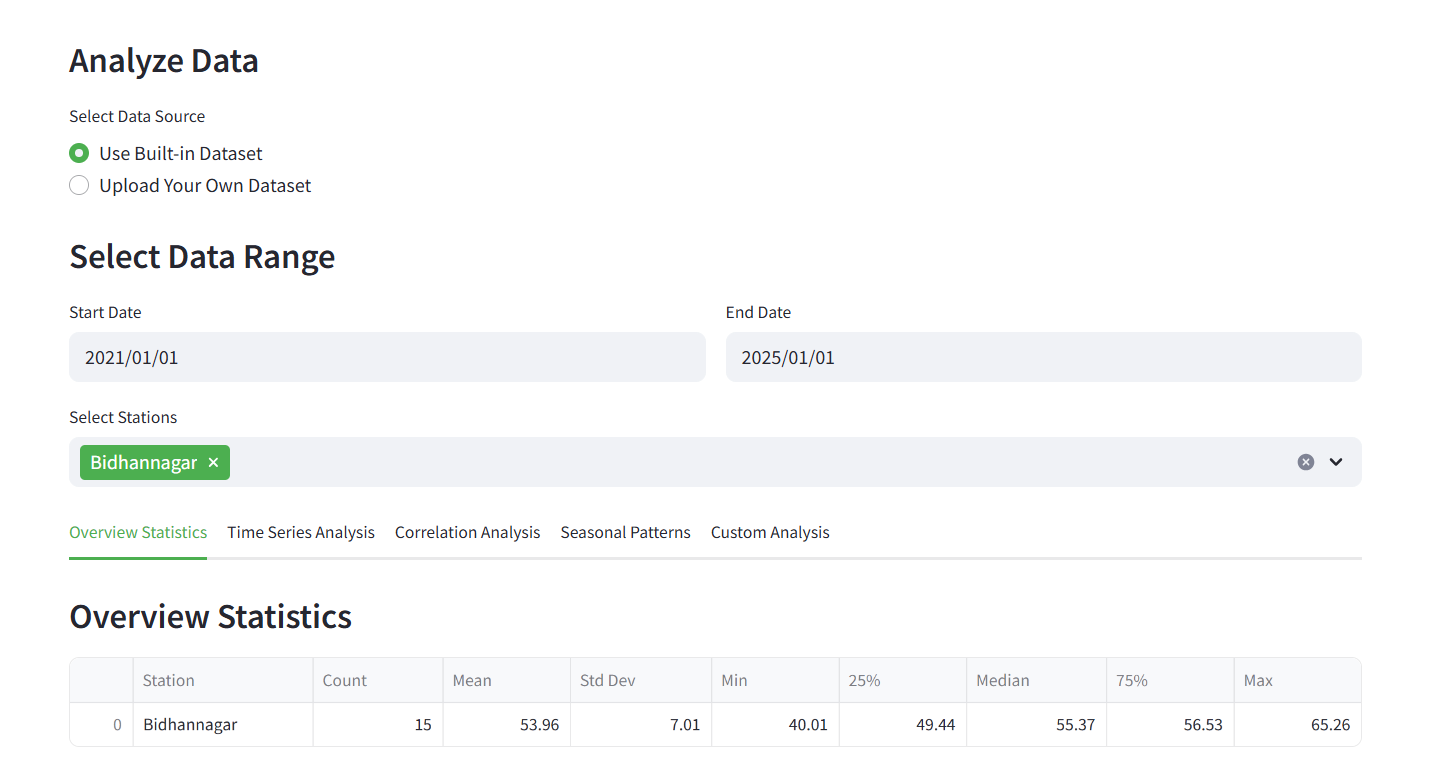 Analyze Data
Select Data Source
Use Built-in Dataset
Upload Your Own Dataset
Select Data Range
Start Date End Date
2021/01/01 2025/01/01
Select Stations
Bidhannagar ×
Overview Statistics Time Series Analysis Correlation Analysis Seasonal Patterns Custom Analysis
Overview Statistics
Station Count Mean Std Dev Min 25% Median 75% Max
0 Bidhannagar 15 53.96 7.01 40.01 49.44 55.37 56.53 65.26